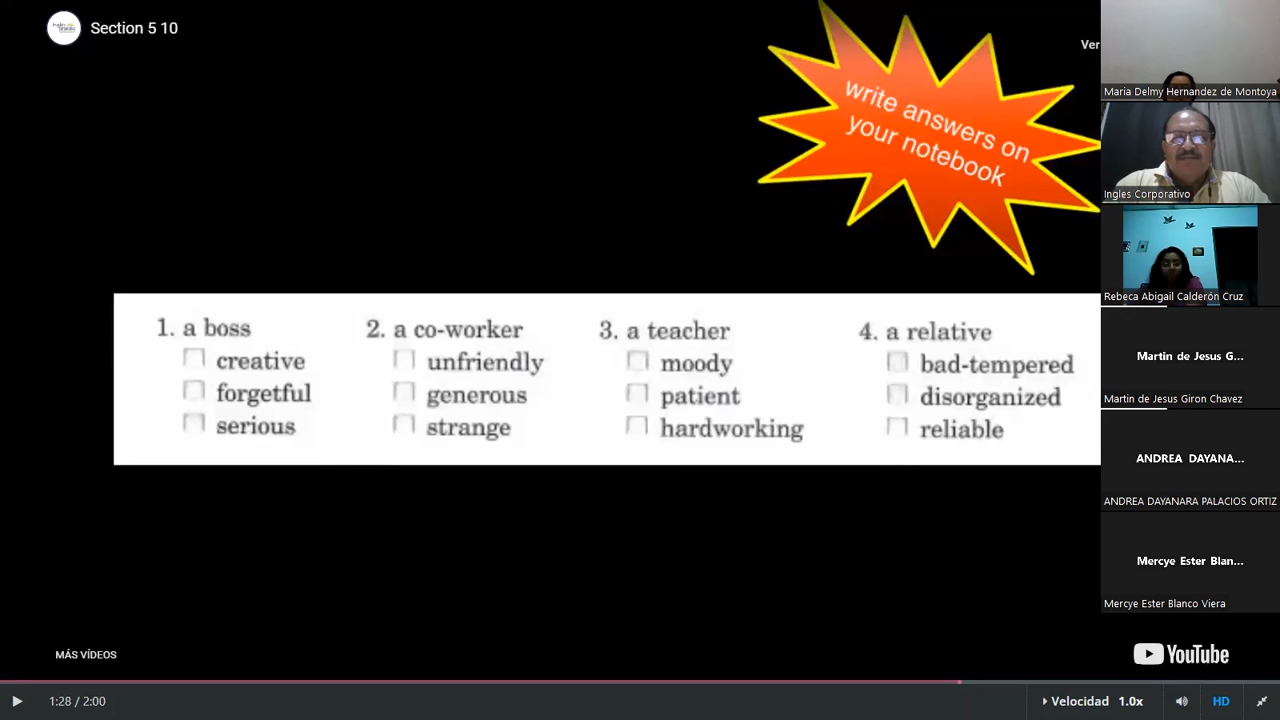 Section 5 10
Ver
write answers on
your notebook
1. a boss
creative
forgetful
serious
2. a co-worker
unfriendly
generous
strange
3. a teacher
moody
patient
hardworking
4. a relative
bad-tempered
disorganized
reliable
Maria Delmy Hernandez de Montoya
Ingles Corporativo
Rebeca Abigail Calderón Cruz
Martin de Jesus G...
Martin de Jesus Giron Chavez
ANDREA DAYANA...
ANDREA DAYANARA PALACIOS ORTIZ
Mercye Ester Blan...
Mercye Ester Blanco Viera
MÁS VÍDEOS
YouTube
1:28 / 2:00
Velocidad 1.0x
HD